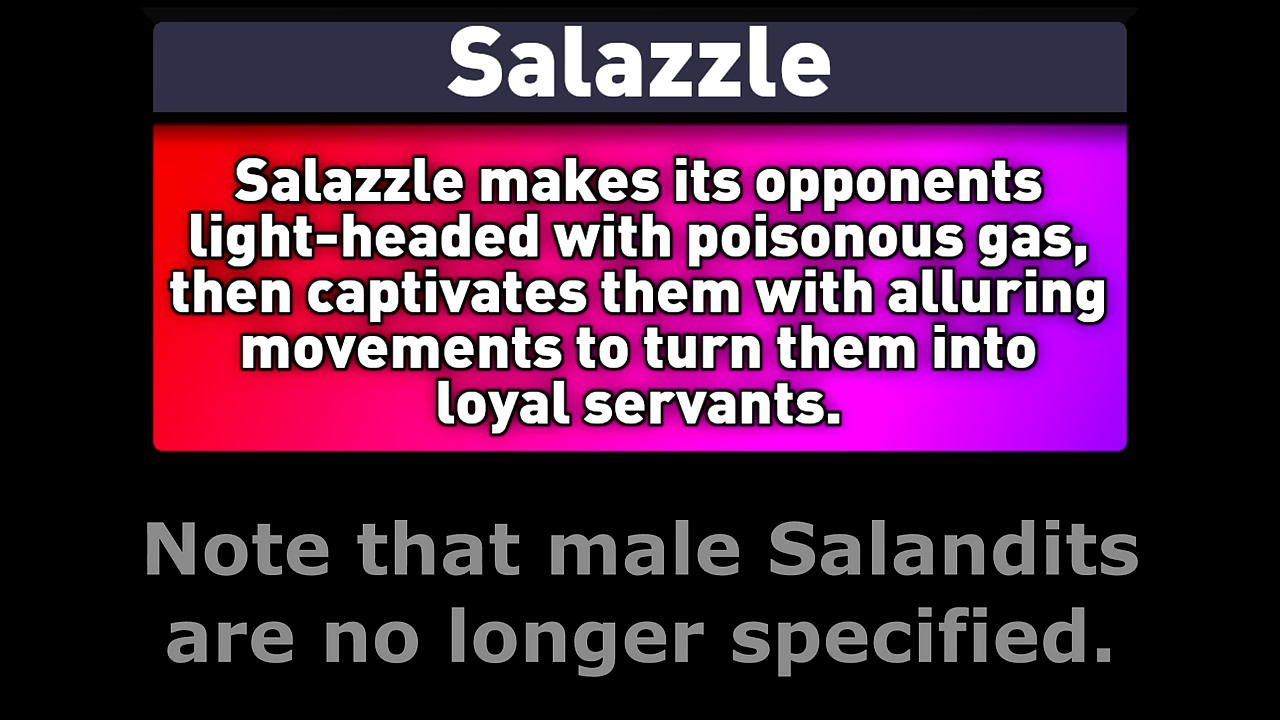 Salazzle
Salazzle makes its opponents
light-headed with poisonous gas,
then captivates them with alluring
movements to turn them into
loyal servants.
Note that male Salandits
are no longer specified.